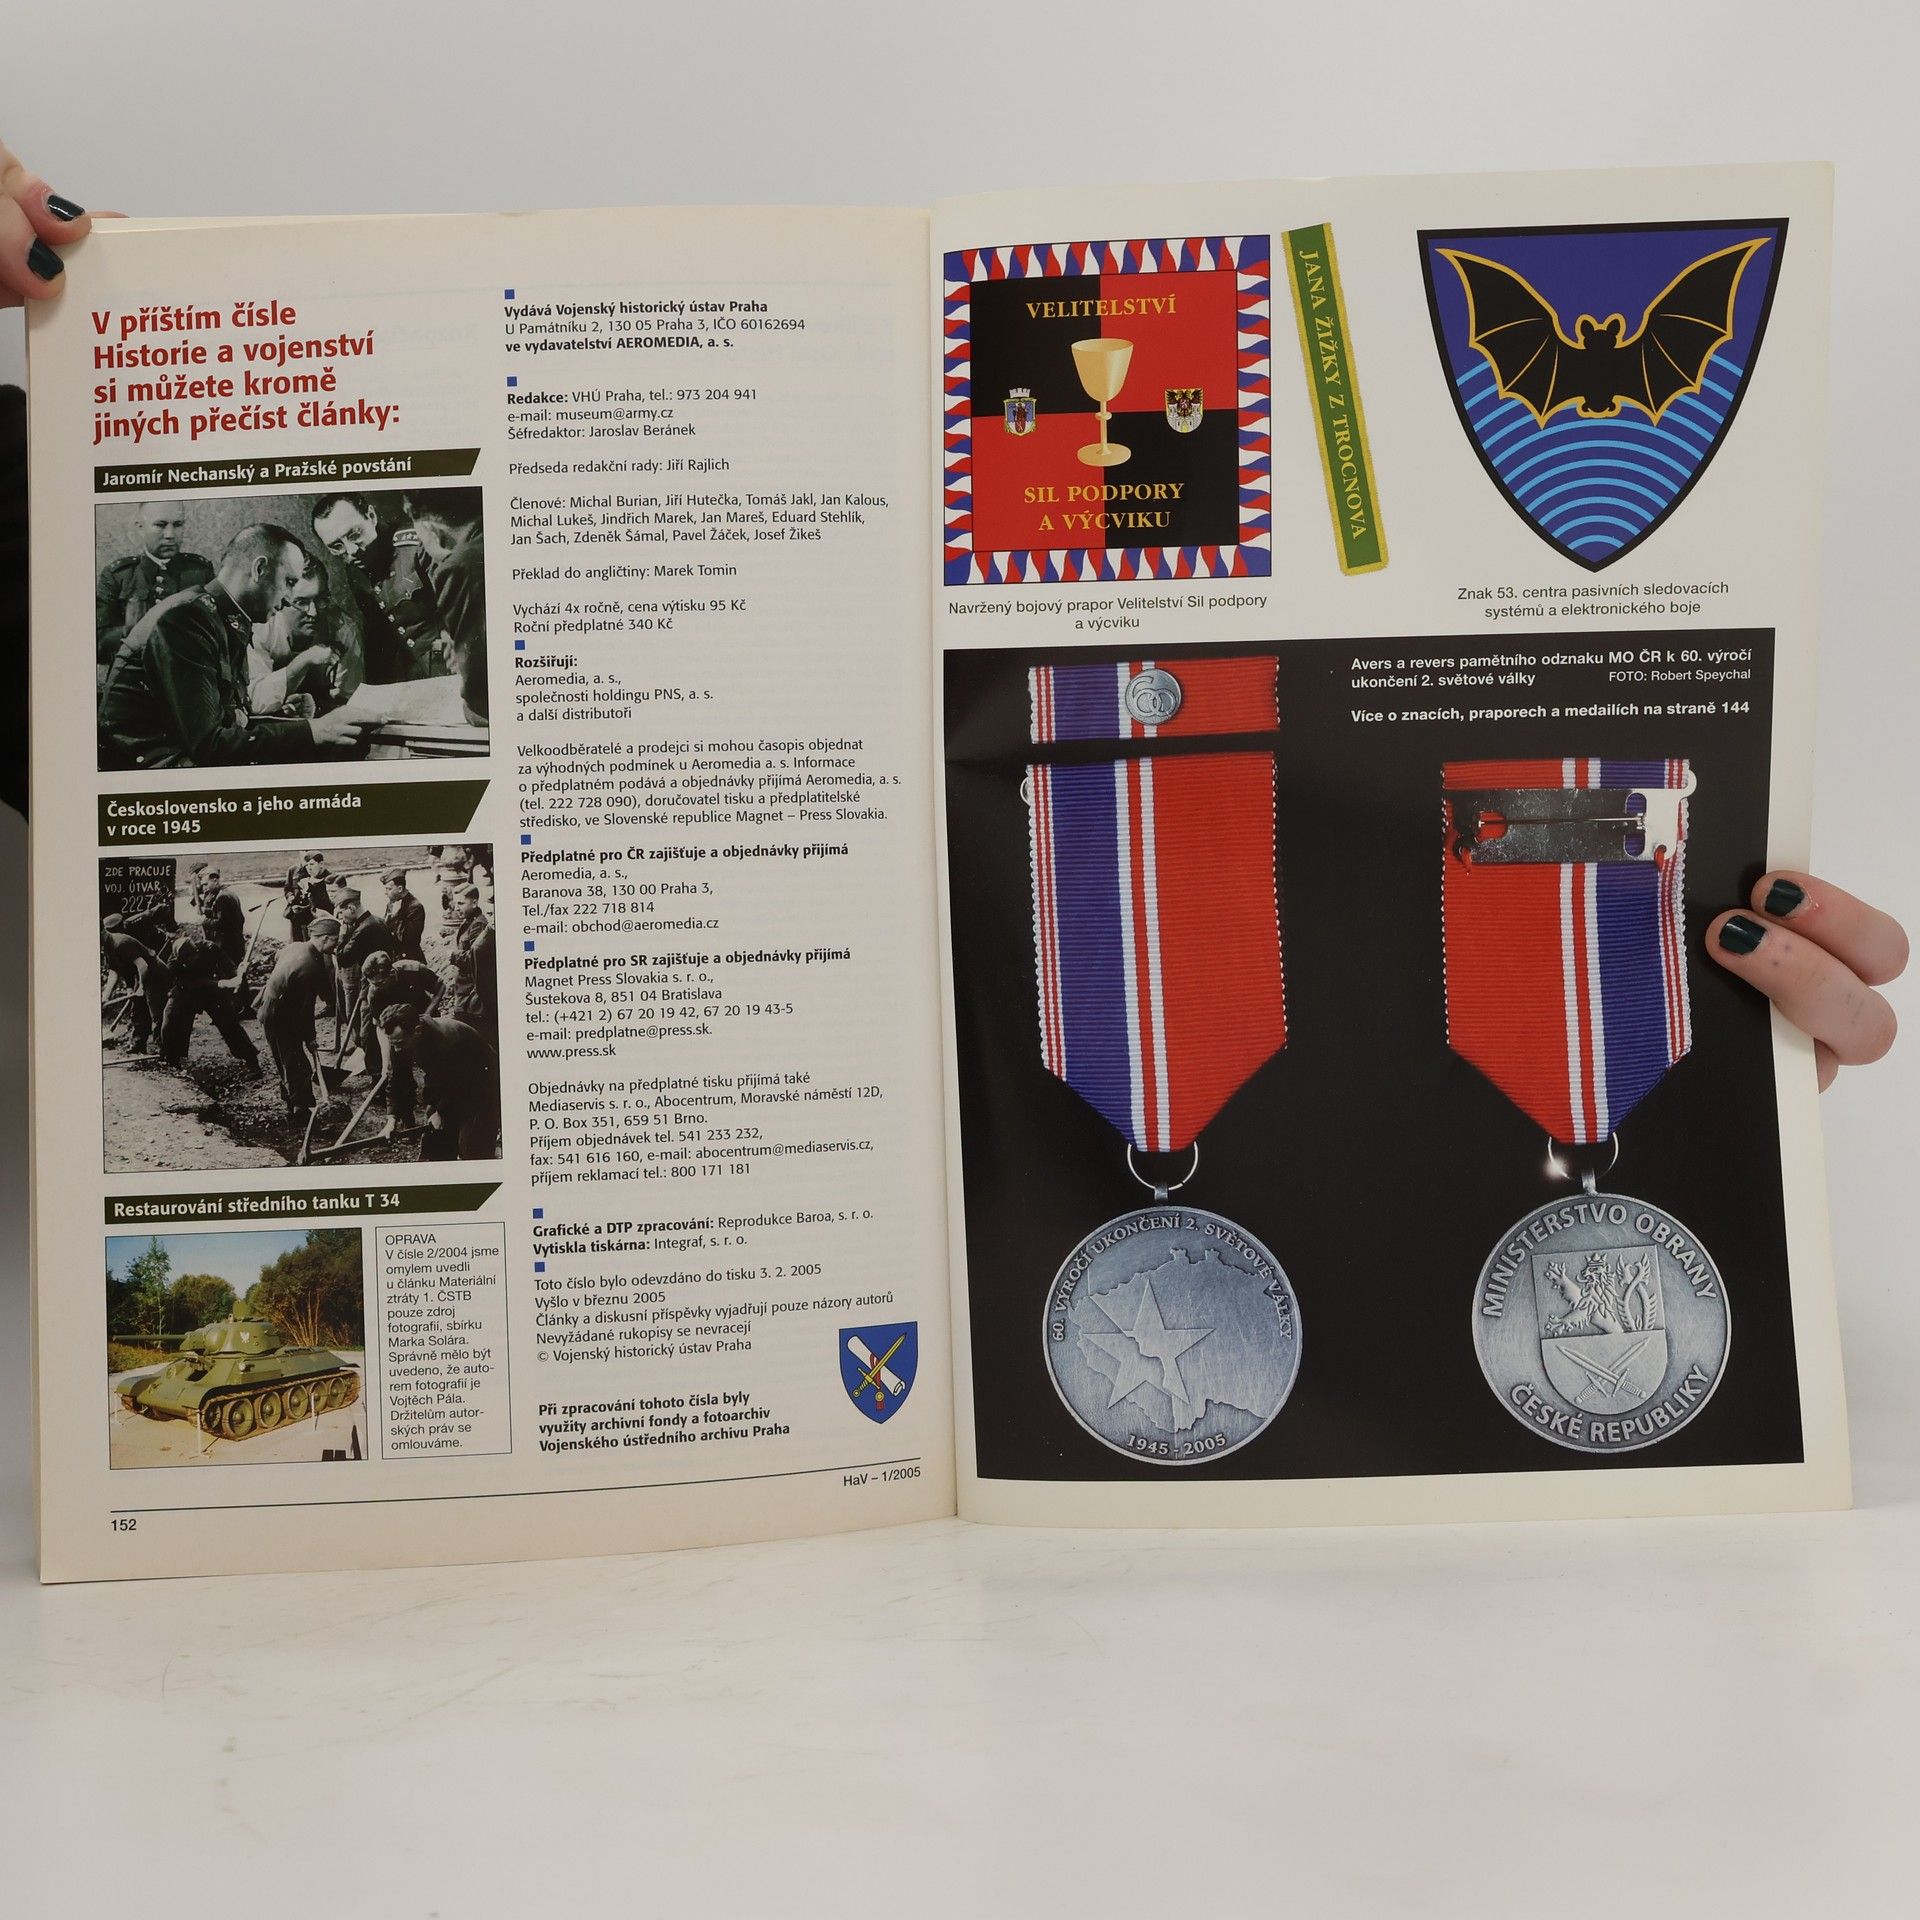 V příštím čísle
Historie a vojenství
si můžete kromě
jiných přečíst články:
Jaromír Nechanský a Pražské povstání
Československo a jeho armáda
v roce 1945
ZDE PRACUJE
VOJ. ÚTVAR
2227
Restaurování středního tanku T 34
OPRAVA
V čísle 2/2004 jsme
omylem uvedli
u článku Materiální
ztráty 1. ČSTB
pouze zdroj
fotografií, sbírku
Marka Solára.
Správně mělo být
uvedeno, že auto-
rem fotografií je
Vojtěch Pála.
Držitelům autor-
ských práv se
omlouváme.
152
Vydává Vojenský historický ústav Praha
U Památníku 2, 130 05 Praha 3, IČO 60162694
ve vydavatelství AEROMEDIA, a. s.
Redakce: VHÚ Praha, tel.: 973 204 941
e-mail: museum@army.cz
Šéfredaktor: Jaroslav Beránek
Předseda redakční rady: Jiří Rajlich
Členové: Michal Burian, Jiří Hutečka, Tomáš Jakl, Jan Kalous,
Michal Lukeš, Jindřich Marek, Jan Mareš, Eduard Stehlík,
Jan Šach, Zdeněk Šámal, Pavel Žáček, Josef Žikeš
Překlad do angličtiny: Marek Tomin
Vychází 4x ročně, cena výtisku 95 Kč
Roční předplatné 340 Kč
Rozšiřují:
Aeromedia, a. s.,
společnosti holdingu PNS, a. s.
a další distributoři
Velkoodběratelé a prodejci si mohou časopis objednat
za výhodných podmínek u Aeromedia a. s. Informace
o předplatném podává a objednávky přijímá Aeromedia, a. s.
(tel. 222 728 090), doručovatel tisku a předplatitelské
středisko, ve Slovenské republice Magnet – Press Slovakia.
Předplatné pro ČR zajišťuje a objednávky přijímá
Aeromedia, a. s.,
Baranova 38, 130 00 Praha 3,
Tel./fax 222 718 814
e-mail: obchod@aeromedia.cz
Předplatné pro SR zajišťuje a objednávky přijímá
Magnet Press Slovakia s. r. o.,
Šustekova 8, 851 04 Bratislava
tel.: (+421 2) 67 20 19 42, 67 20 19 43-5
e-mail: predplatne@press.sk.
www.press.sk
Objednávky na předplatné tisku přijímá také
Mediaservis s. r. o., Abocentrum, Moravské náměstí 12D,
P. O. Box 351, 659 51 Brno.
Příjem objednávek tel. 541 233 232,
fax: 541 616 160, e-mail: abocentrum@mediaservis.cz,
příjem reklamací tel.: 800 171 181
Grafické a DTP zpracování: Reprodukce Baroa, s. r. o.
Vytiskla tiskárna: Integraf, s. r. o.
Toto číslo bylo odevzdáno do tisku 3. 2. 2005
Vyšlo v březnu 2005
Články a diskusní příspěvky vyjadřují pouze názory autorů
Nevyžádané rukopisy se nevracejí
© Vojenský historický ústav Praha
Při zpracování tohoto čísla byly
využity archivní fondy a fotoarchiv
Vojenského ústředního archivu Praha
HaV – 1/2005
VELITELSTVÍ
SIL PODPORY
A VÝCVIKU
JANA ŽIŽKY Z TROCNOVA
Navržený bojový prapor Velitelství Sil podpory
a výcviku
Znak 53. centra pasivních sledovacích
systémů a elektronického boje
Avers a revers pamětního odznaku MO ČR k 60. výročí
ukončení 2. světové války
FOTO: Robert Speychal
Více o znacích, praporech a medailích na straně 144
60
60. VÝROČÍ UKONČENÍ 2. SVĚTOVÉ VÁLKY
1945 - 2005
MINISTERSTVO OBRANY
ČESKÉ REPUBLIKY